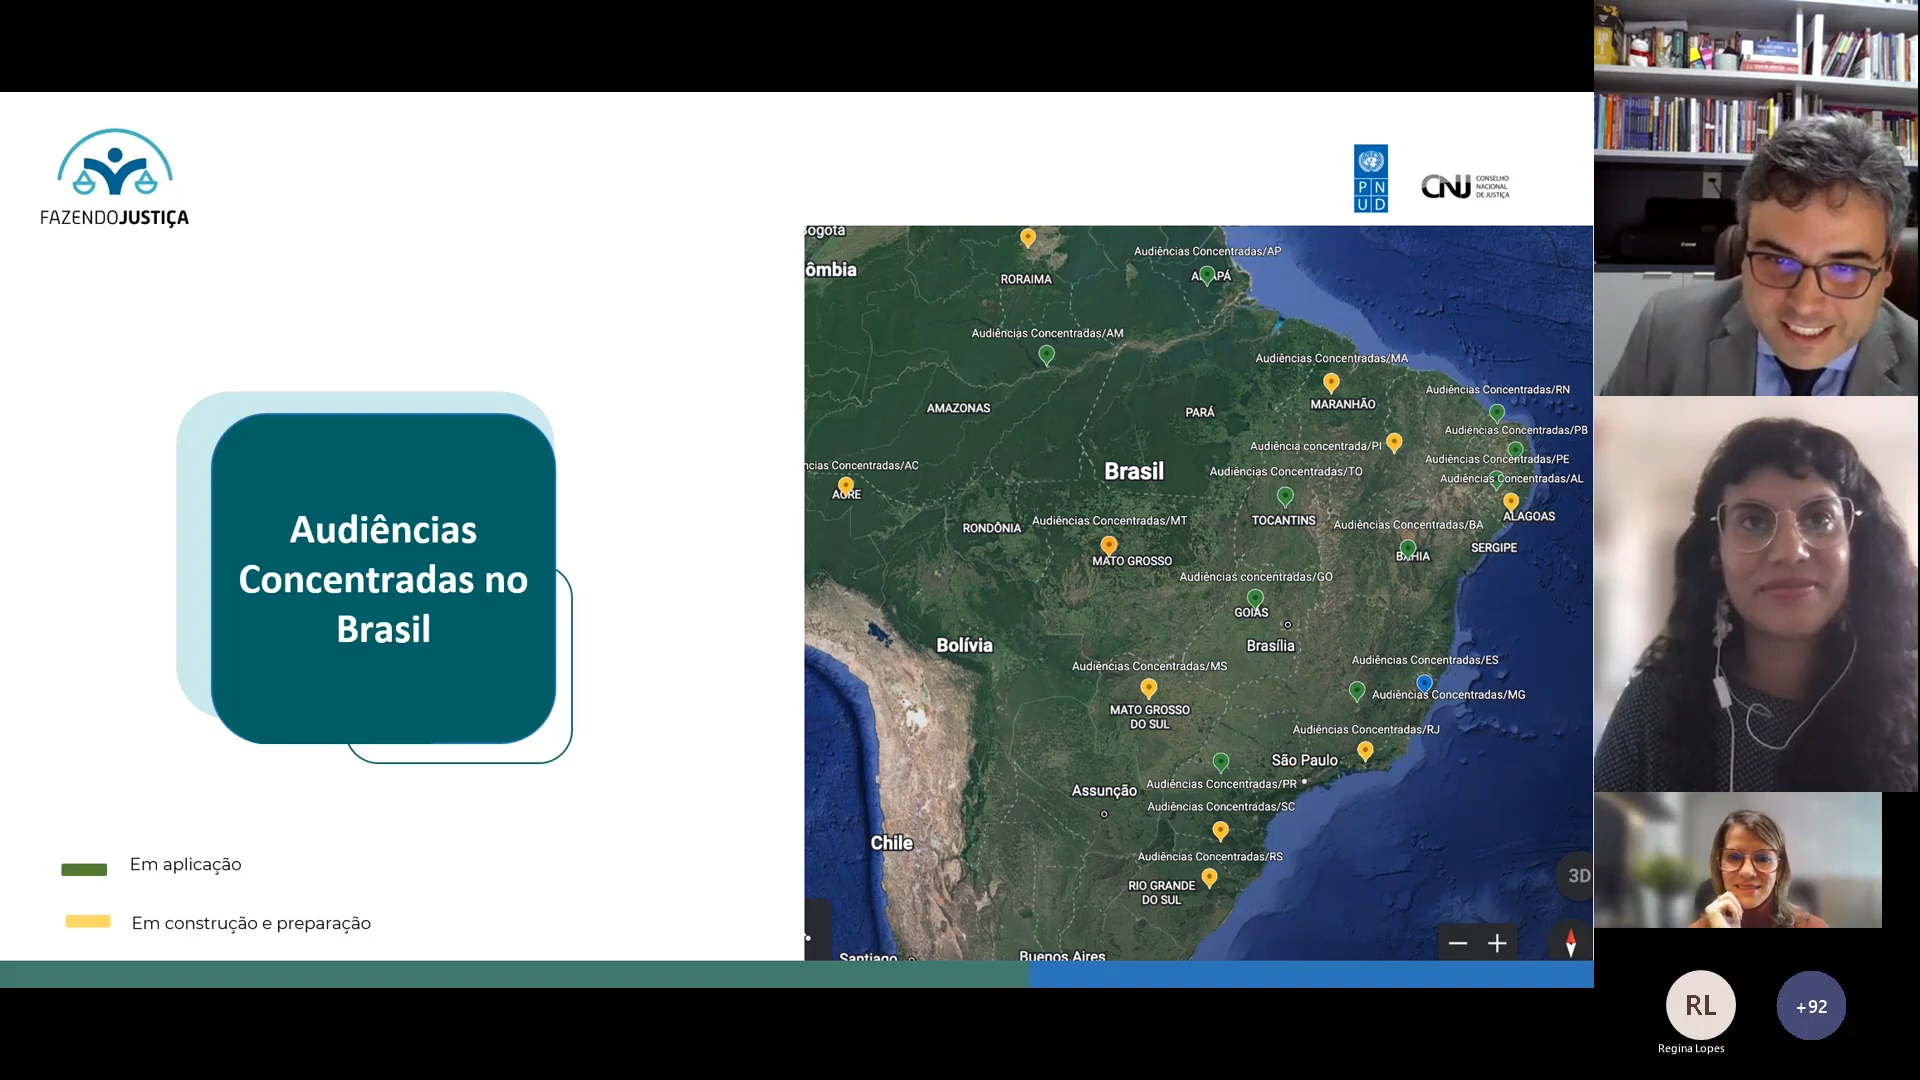 FAZENDOJUSTIÇA
P N
U D
CNJ
CONSELHO
NACIONAL
DE JUSTIÇA
Audiências
Concentradas no
Brasil
Em aplicação
Em construção e preparação
ômbia
RORAIMA
Audiências Concentradas/AP
Audiências Concentradas/AM
Audiências Concentradas/MA
MARANHÃO
Audiências Concentradas/RN
AMAZONAS
PARÁ
Audiências Concentradas/PB
Audiência concentrada/PI
Audiências Concentradas/PE
ncias Concentradas/AC
Brasil
Audiências Concentradas/TO
Audiências Concentradas/AL
ACRE
ALAGOAS
RONDÔNIA
Audiências Concentradas/MT
TOCANTINS
Audiências Concentradas/BA
MATO GROSSO
BAHIA
SERGIPE
Audiências concentradas/GO
GOIÁS
Bolívia
Brasília
Audiências Concentradas/MS
Audiências Concentradas/ES
Audiências Concentradas/MG
MATO GROSSO
DO SUL
Audiências Concentradas/RJ
São Paulo
Assunção
Audiências Concentradas/PR
Audiências Concentradas/SC
Chile
Audiências Concentradas/RS
RIO GRANDE
DO SUL
3D
Santiago
Buenos Aires
Canon
RL
+92
Regina Lopes